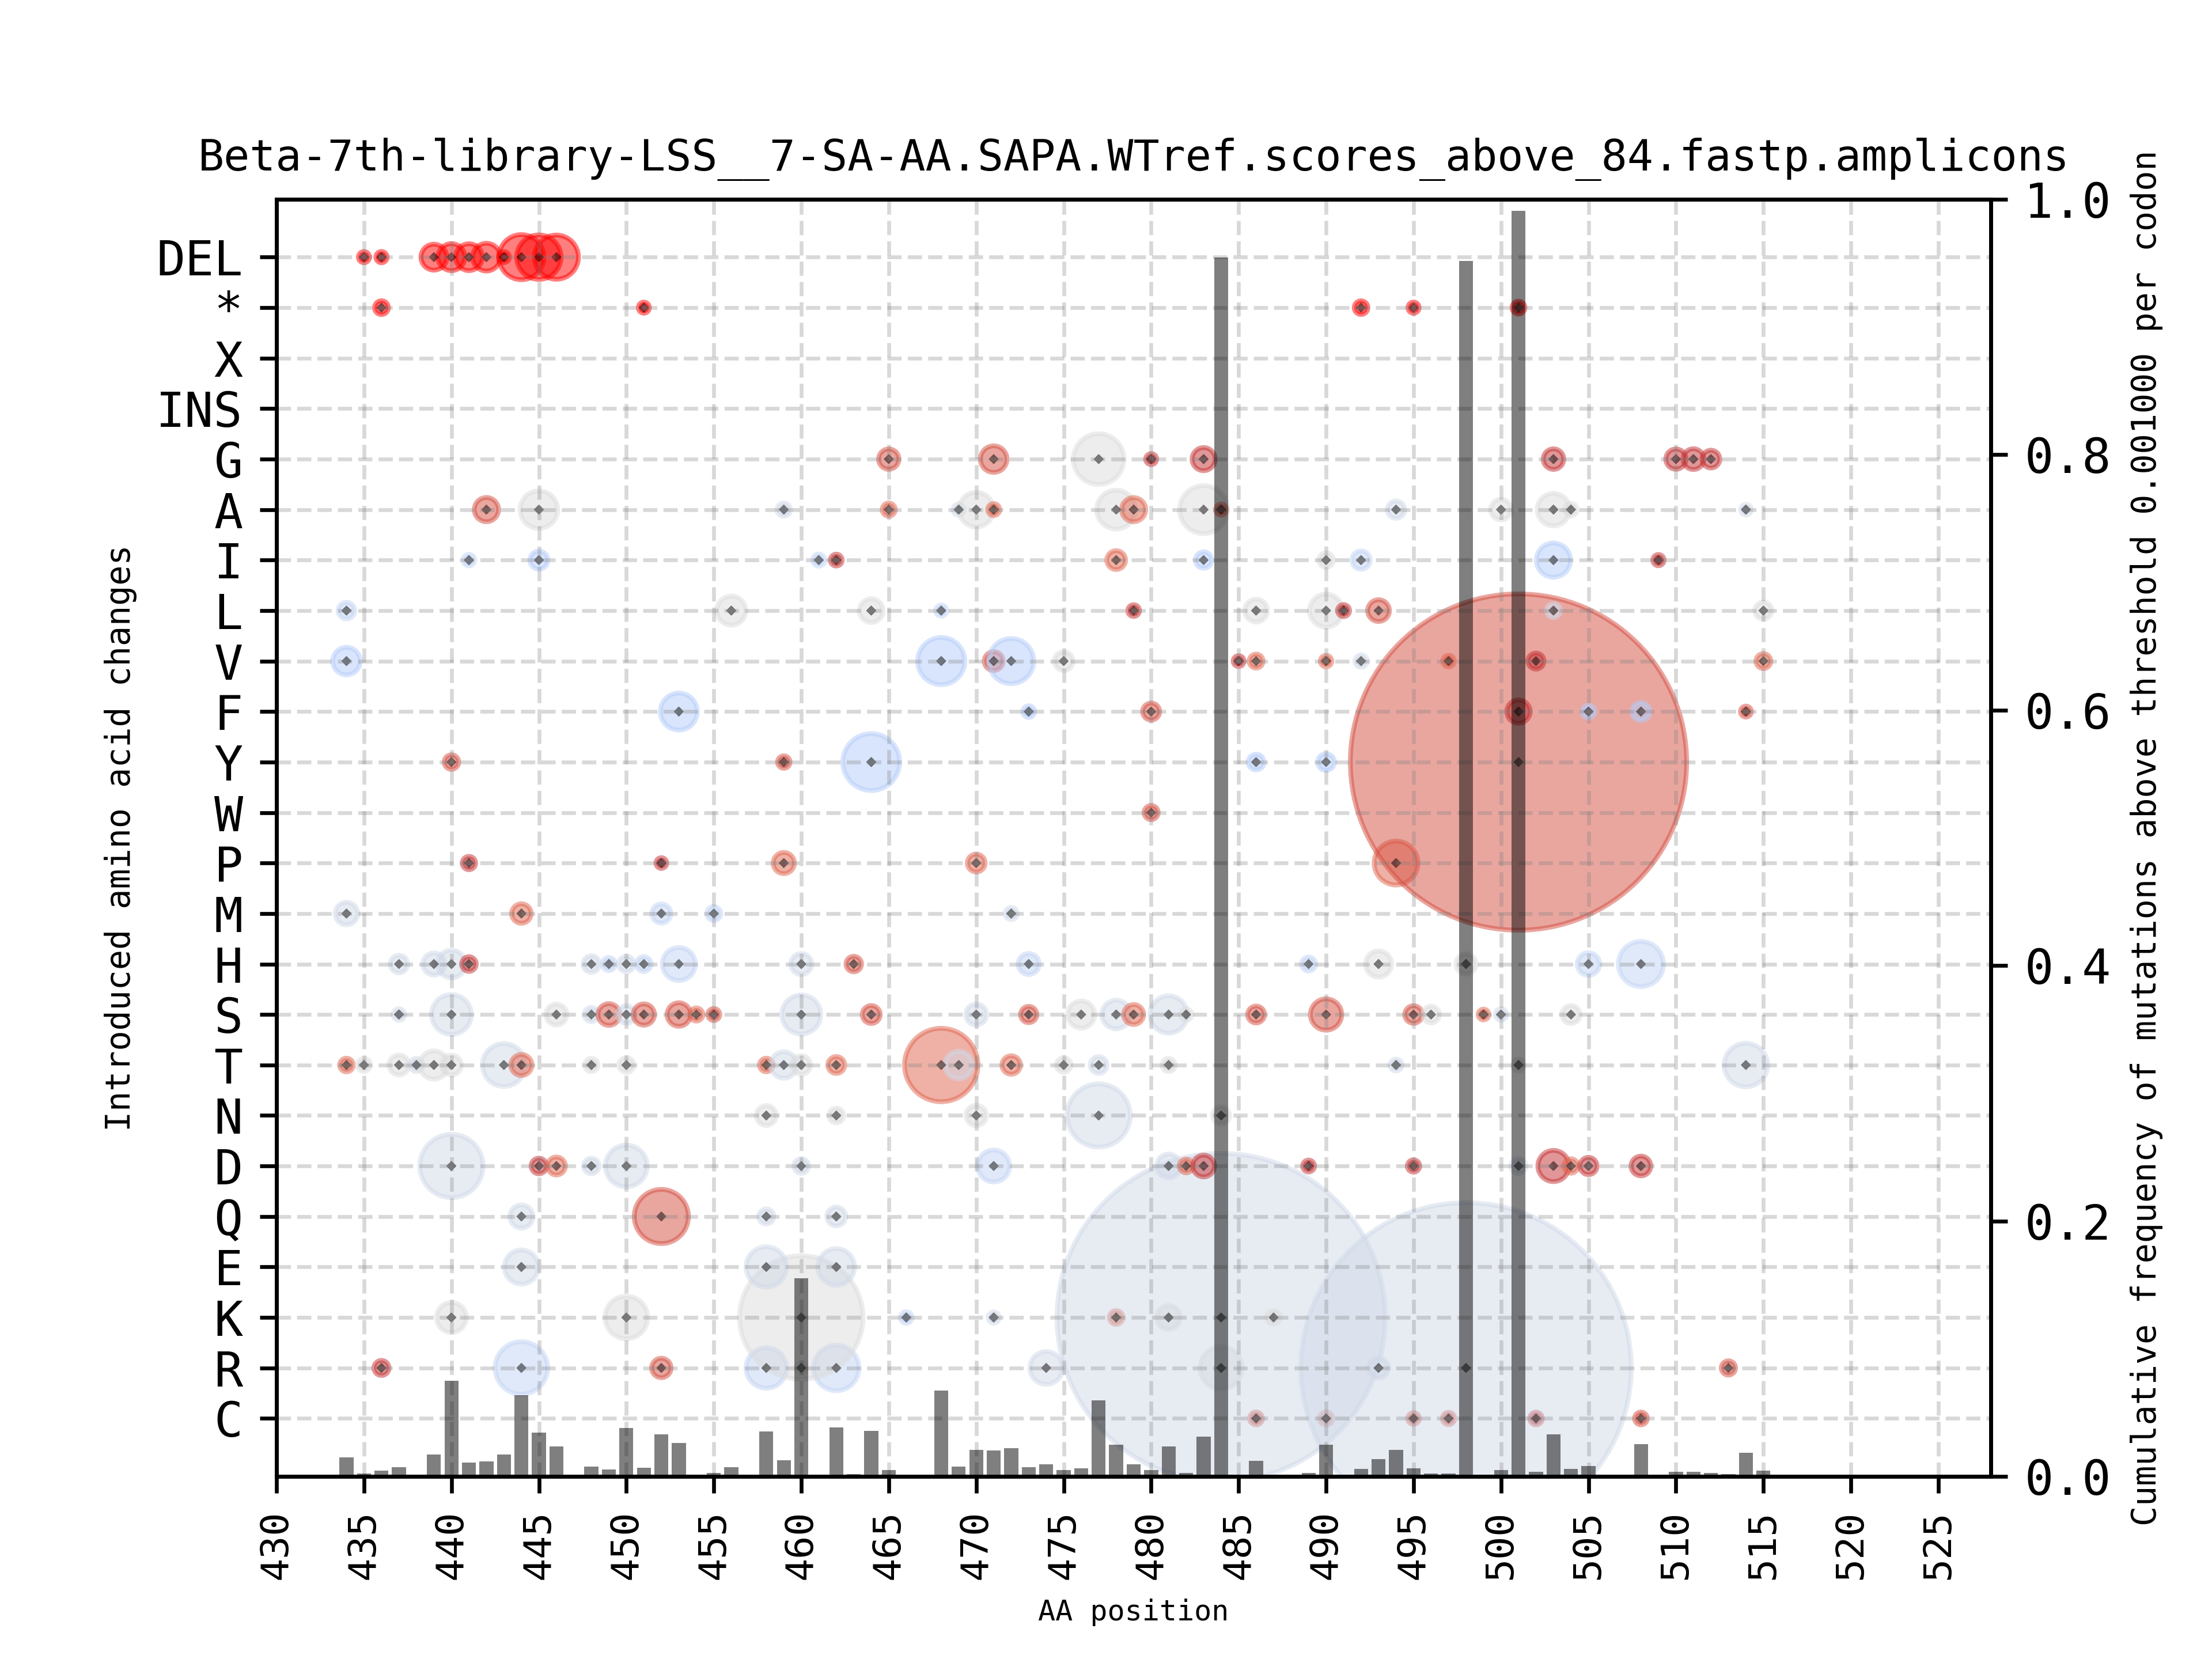 Beta-7th-library-LSS__7-SA-AA.SAPA.WTref.scores_above_84.fastp.amplicons
Introduced amino acid changes
DEL
*
X
INS
G
A
I
L
V
F
Y
W
P
M
H
S
T
N
D
Q
E
K
R
C
1.0
0.8
0.6
0.4
0.2
0.0
Cumulative frequency of mutations above threshold 0.001000 per codon
430 435 440 445 450 455 460 465 470 475 480 485 490 495 500 505 510 515 520 525
AA position